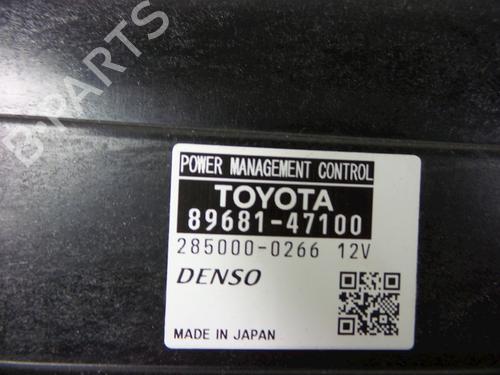 B-PARTS
POWER MANAGEMENT CONTROL
TOYOTA
89681-47100
285000-0266 12V
DENSO
MADE IN JAPAN